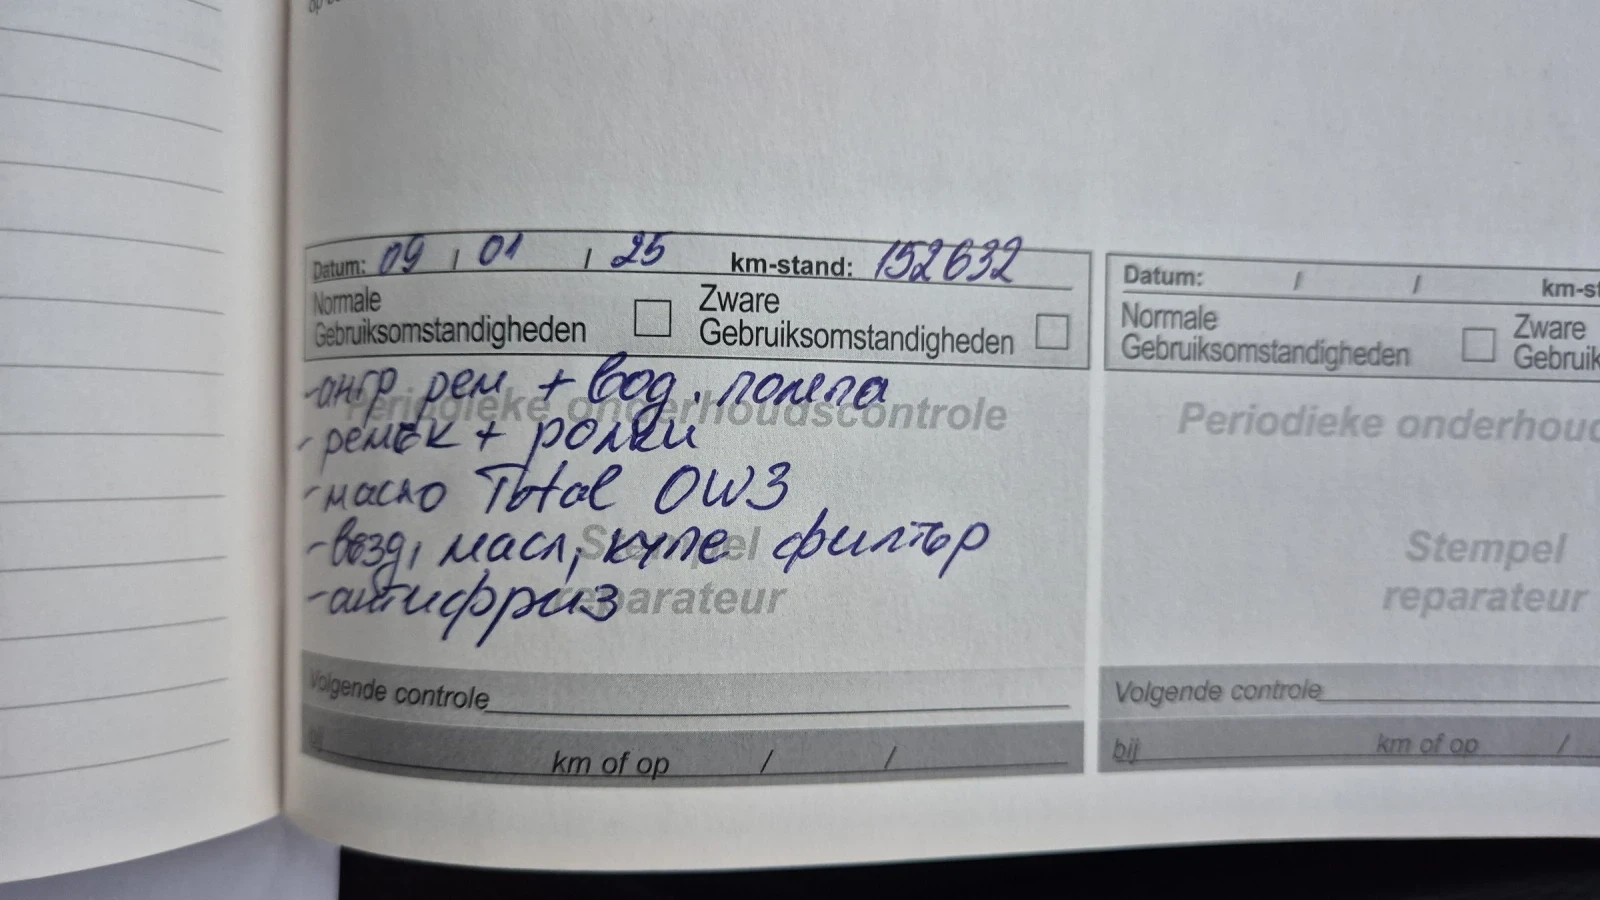 Datum: 09 / 01 / 25 km-stand: 152632
Normale Gebruiksomstandigheden
Zware Gebruiksomstandigheden
Periodieke onderhoudscontrole
-ангр рем + вод. помпа
- ремък + ролки
- масло Total 0W3
- възд, масл, купе филтър
- антифриз
Stempel
reparateur
Volgende controle
bij km of op / /
Datum: / / km-st
Normale Gebruiksomstandigheden
Zware Gebruik
Periodieke onderhoud
Stempel
reparateur
Volgende controle
bij km of op /